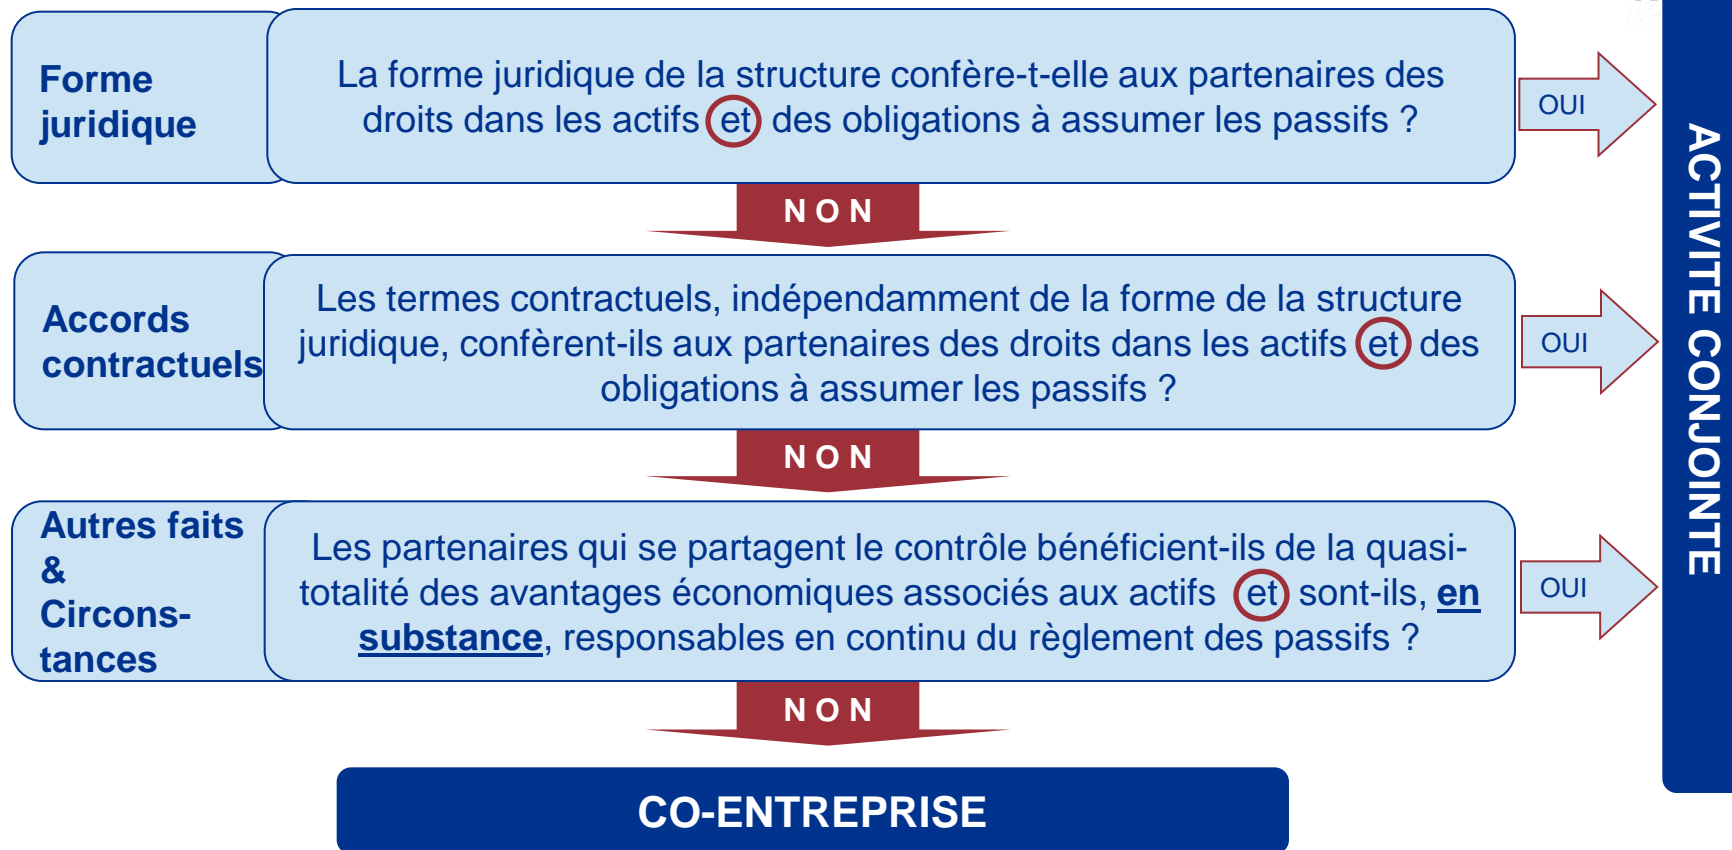 Forme
juridique
La forme juridique de la structure confère-t-elle aux partenaires des
droits dans les actifs et des obligations à assumer les passifs ?
OUI
NON
Accords
contractuels
Les termes contractuels, indépendamment de la forme de la structure
juridique, confèrent-ils aux partenaires des droits dans les actifs et des
obligations à assumer les passifs ?
OUI
NON
Autres faits
&
Circons-
tances
Les partenaires qui se partagent le contrôle bénéficient-ils de la quasi-
totalité des avantages économiques associés aux actifs et sont-ils, en
substance, responsables en continu du règlement des passifs ?
OUI
NON
CO-ENTREPRISE
ACTIVITE CONJOINTE